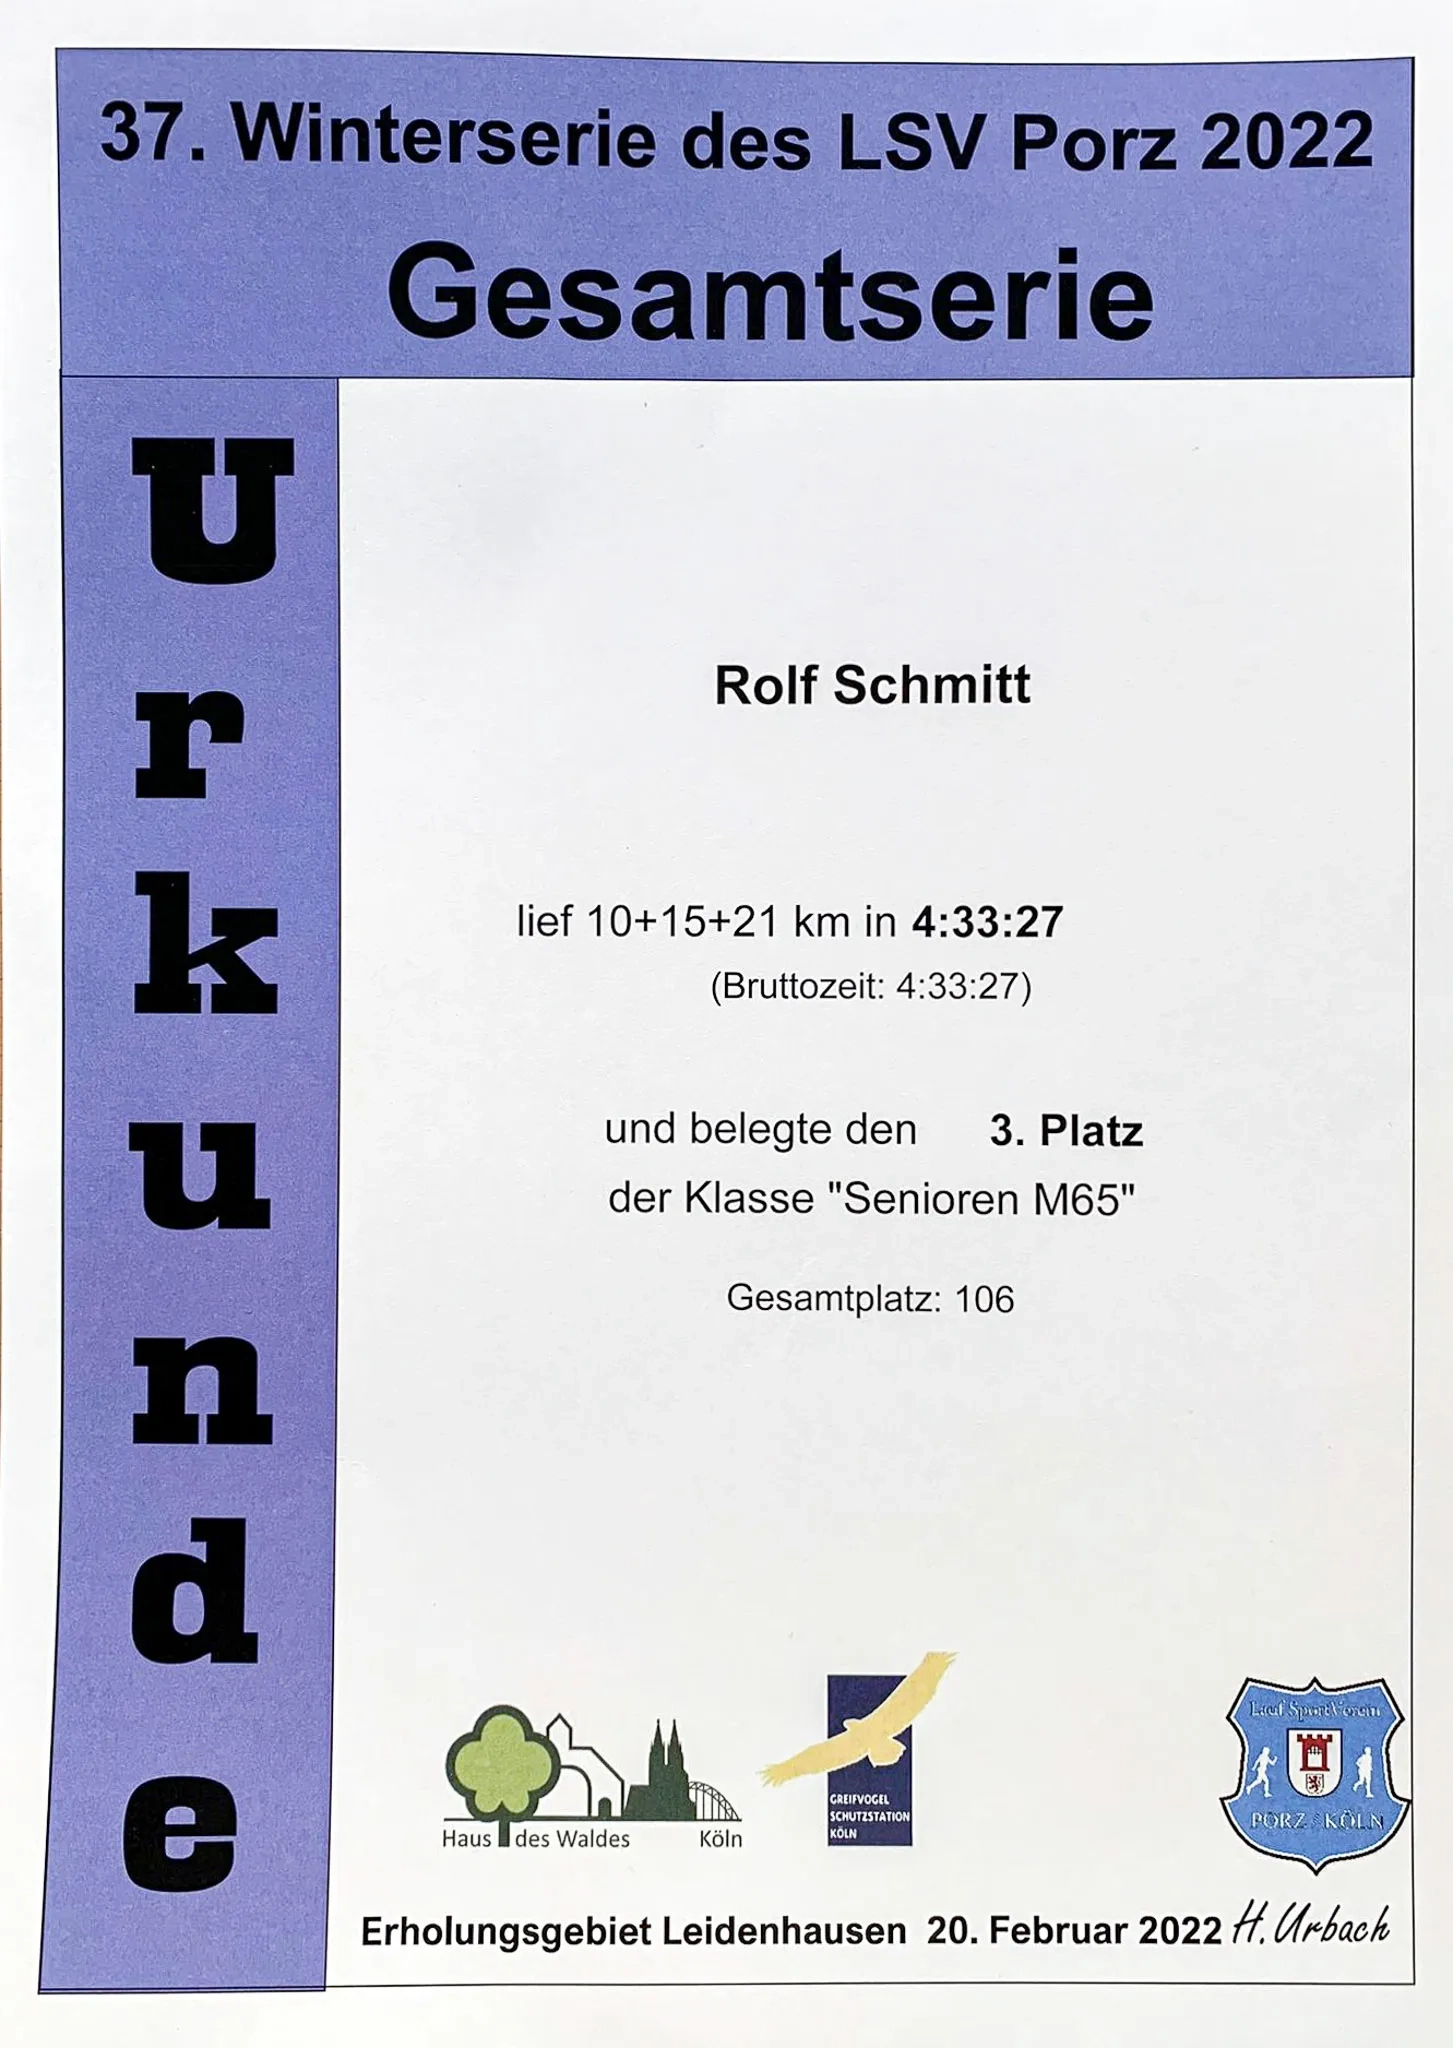 37. Winterserie des LSV Porz 2022
Gesamtserie
Urkunde
Rolf Schmitt
lief 10+15+21 km in 4:33:27
(Bruttozeit: 4:33:27)
und belegte den 3. Platz
der Klasse "Senioren M65"
Gesamtplatz: 106
Haus des Waldes Köln
GREIFVOGEL
SCHUTZSTATION
KÖLN
Lauf SportVerein
PORZ / KÖLN
Erholungsgebiet Leidenhausen 20. Februar 2022 H. Urbach